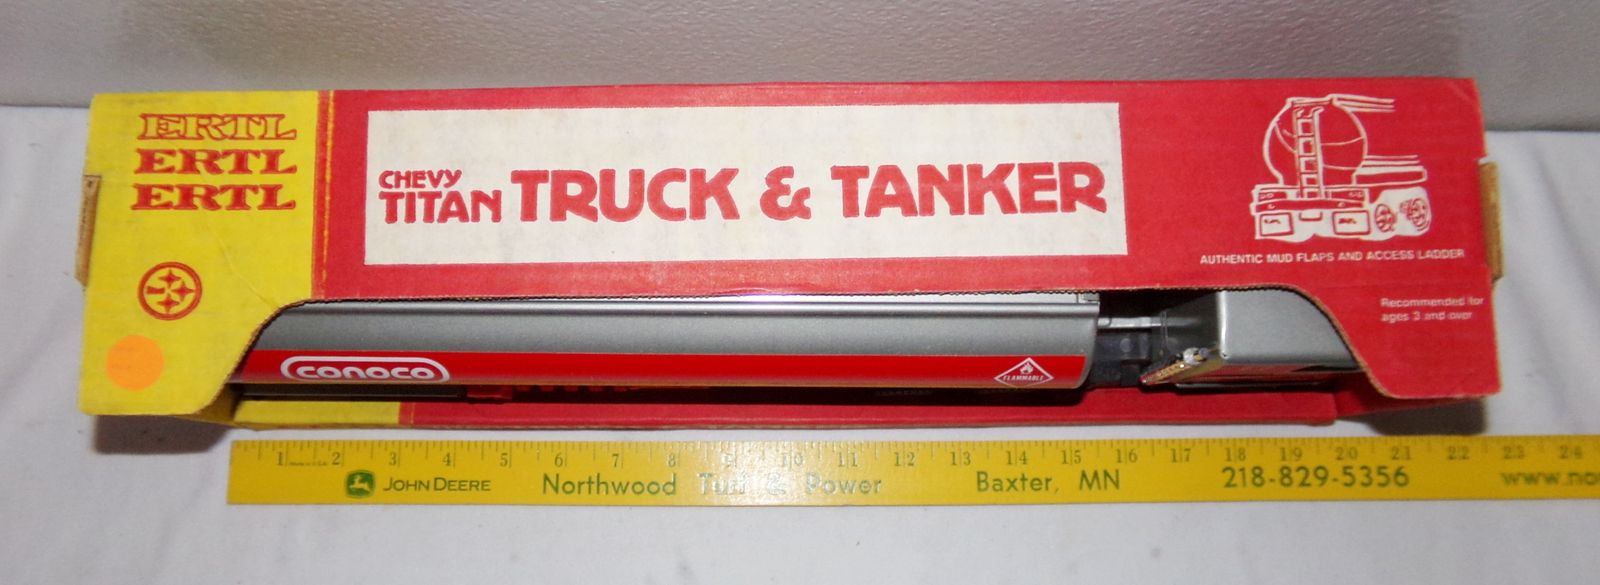 ERTL
ERTL
ERTL
CHEVY
TITAN TRUCK & TANKER
AUTHENTIC MUD FLAPS AND ACCESS LADDER
Recommended for
ages 3 and over
conoco
FLAMMABLE
1 2 3 4 5 6 7 8 9 10 11 12 13 14 15 16 17 18 19 20 21 22 23 24
JOHN DEERE Northwood Turf & Power Baxter, MN 218-829-5356 www.no